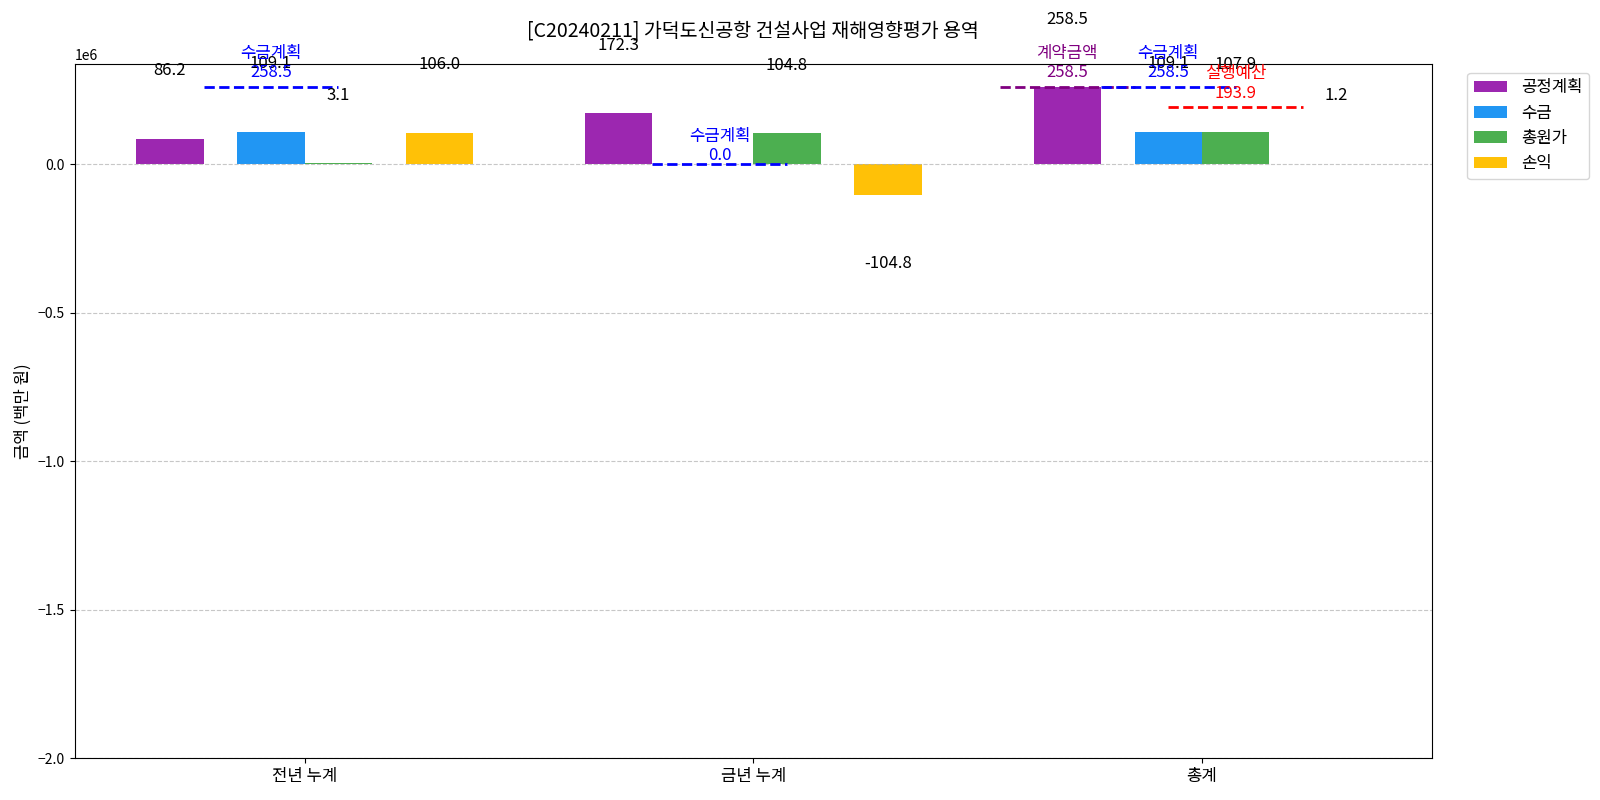 [C20240211] 가덕도신공항 건설사업 재해영향평가 용역
1e6
금액 (백만 원)
0.0
−0.5
−1.0
−1.5
−2.0
86.2
수금계획
109.1
258.5
3.1
106.0
172.3
수금계획
0.0
104.8
-104.8
258.5
계약금액
258.5
수금계획
109.1
258.5
107.9
실행예산
193.9
1.2
전년 누계
금년 누계
총계
공정계획
수금
총원가
손익